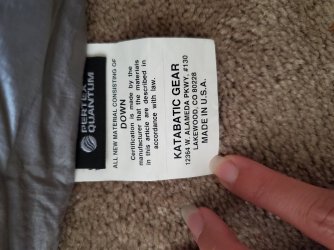 PERTEX
QUANTUM
ALL NEW MATERIAL CONSISTING OF
DOWN
Certification is made by the
manufacturer that the materials
in this article are described in
accordance with law.
KATABATIC GEAR
12364 W. ALAMEDA PKWY. #130
LAKEWOOD, CO 80228
MADE IN U.S.A.